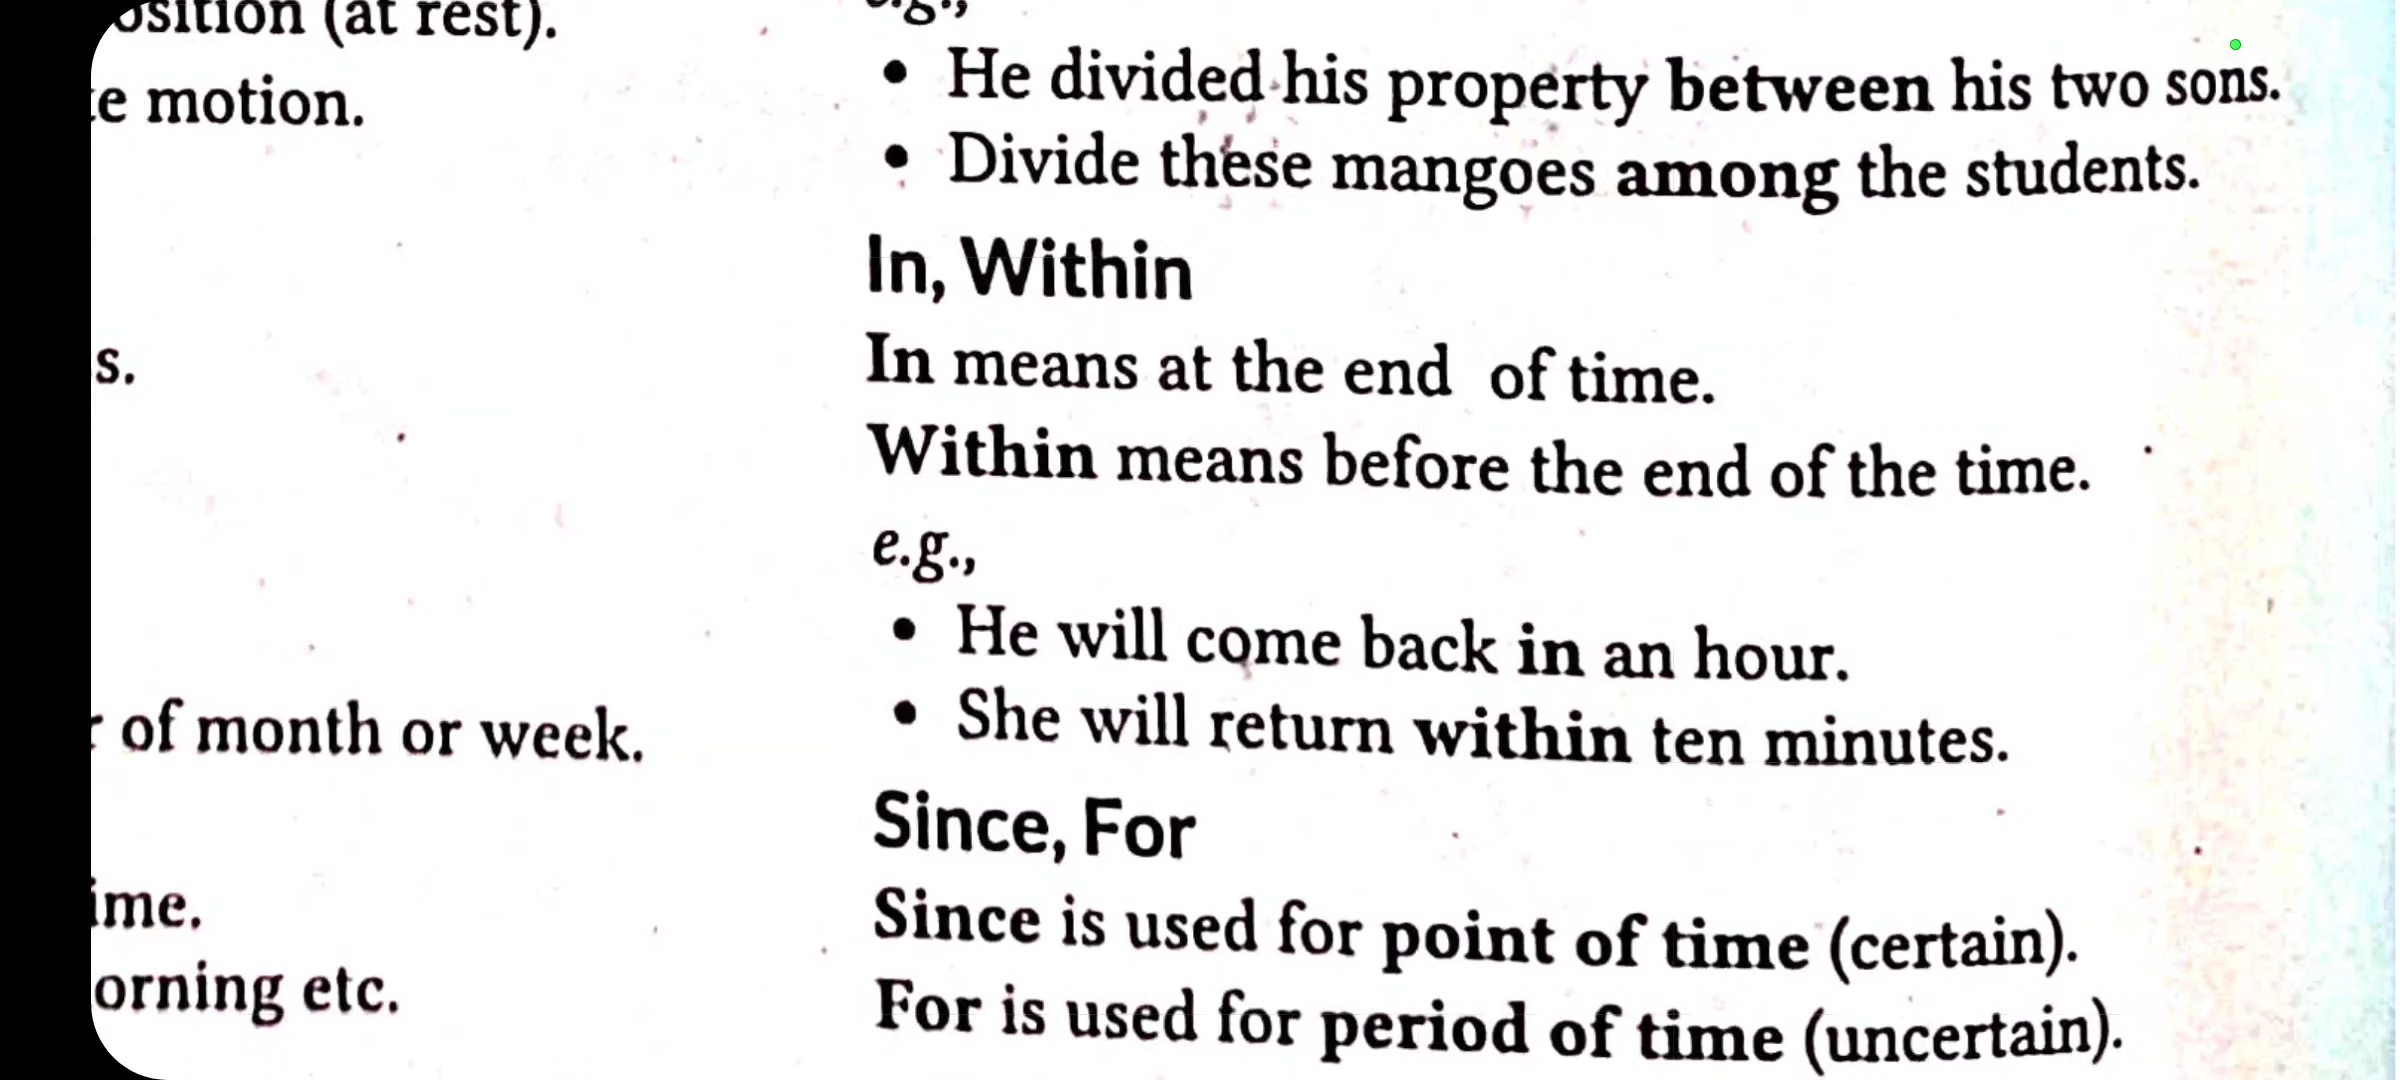 (at rest).
motion.
s.
of month or week.
etc.
e.g.,
• He divided his property between his two sons.
• Divide these mangoes among the students.
In, Within
In means at the end of time.
Within means before the end of the time.
e.g.,
• He will come back in an hour.
• She will return within ten minutes.
Since, For
Since is used for point of time (certain).
For is used for period of time (uncertain).